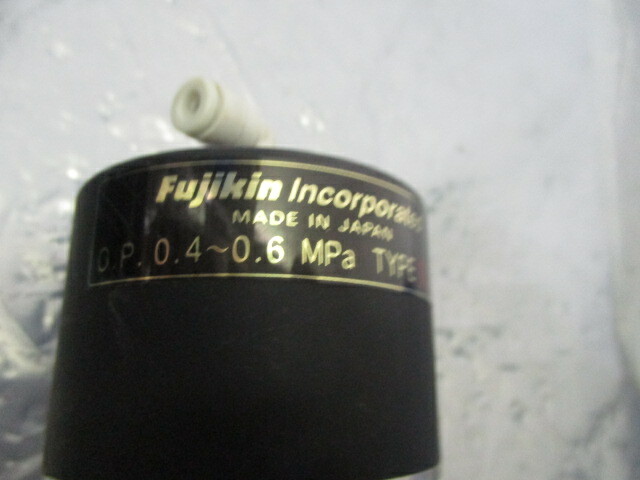 Fujikin Incorporated
MADE IN JAPAN
O.P. 0.4~0.6 MPa TYPE